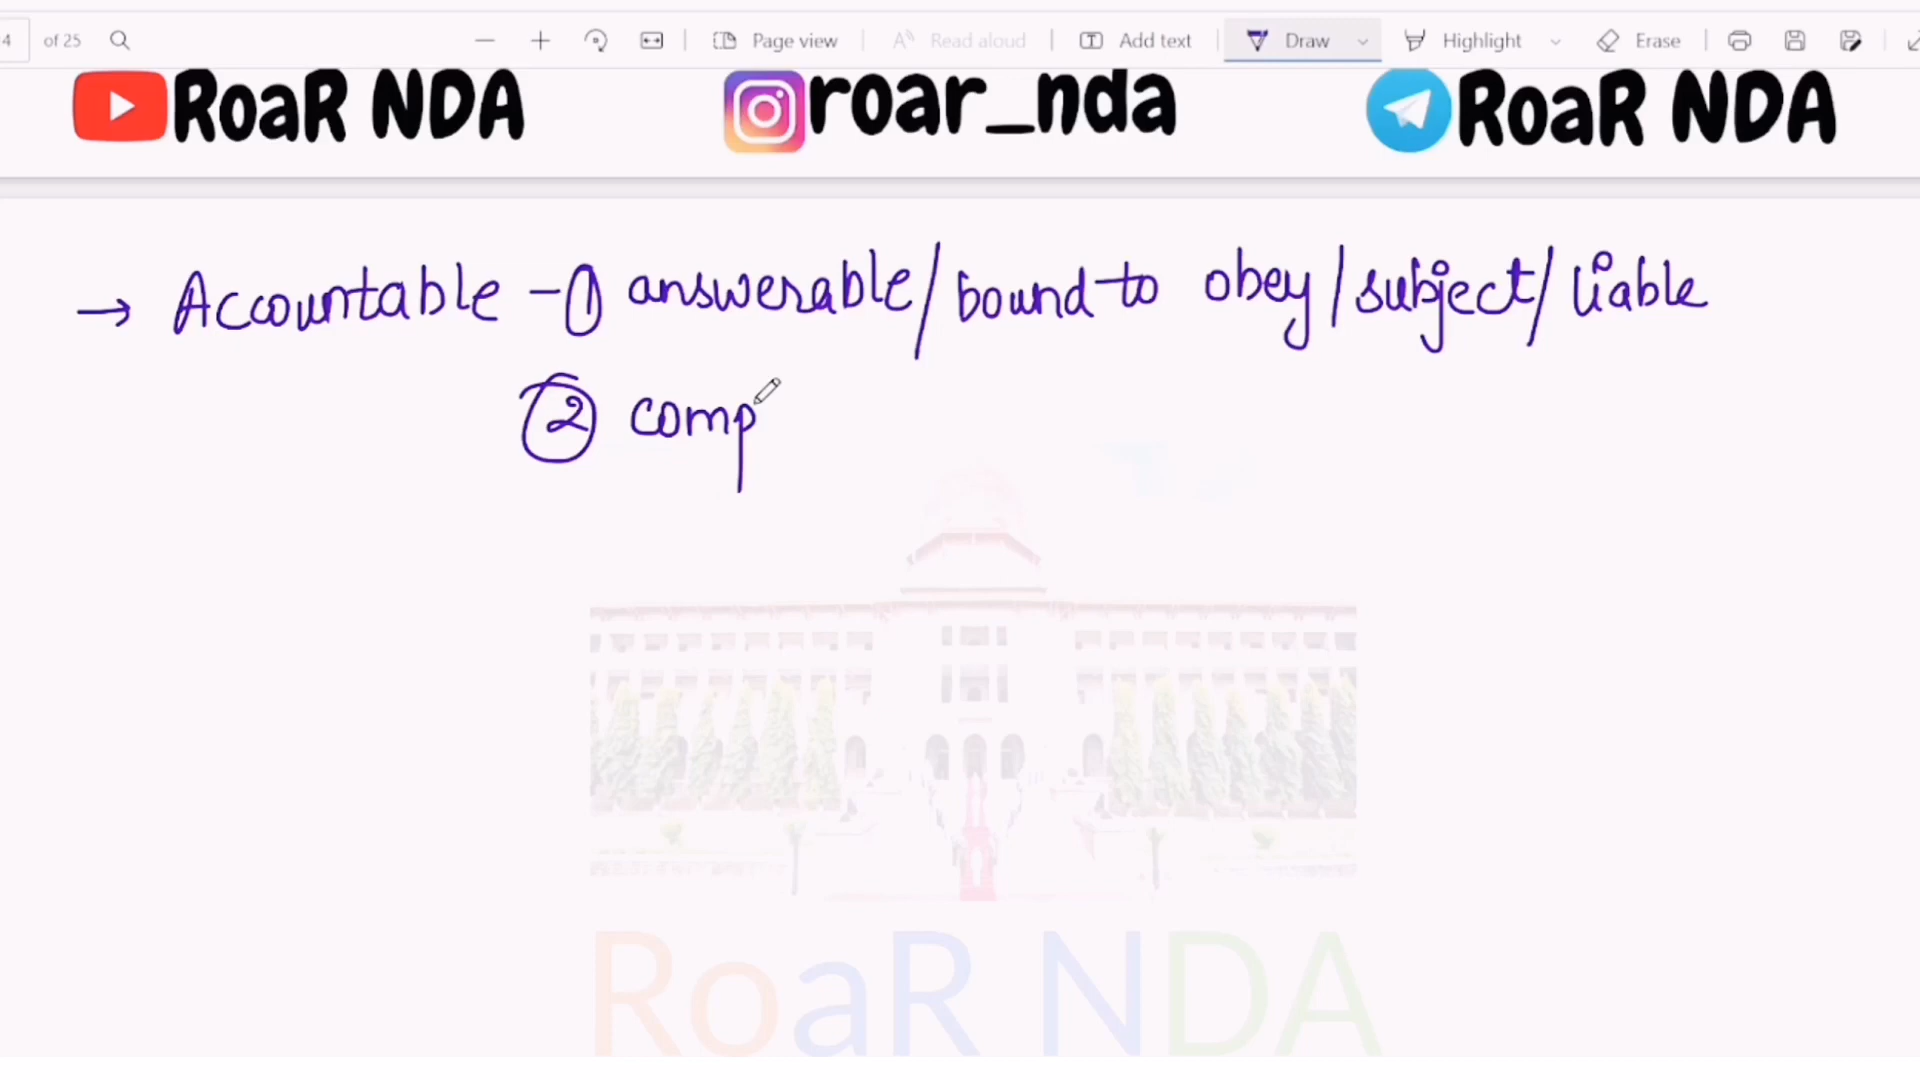 4 of 25 Page view Read aloud Add text Draw Highlight Erase
RoaR NDA roar_nda RoaR NDA
→ Accountable - ① answerable/bound to obey/subject/liable
② comp
RoaR NDA